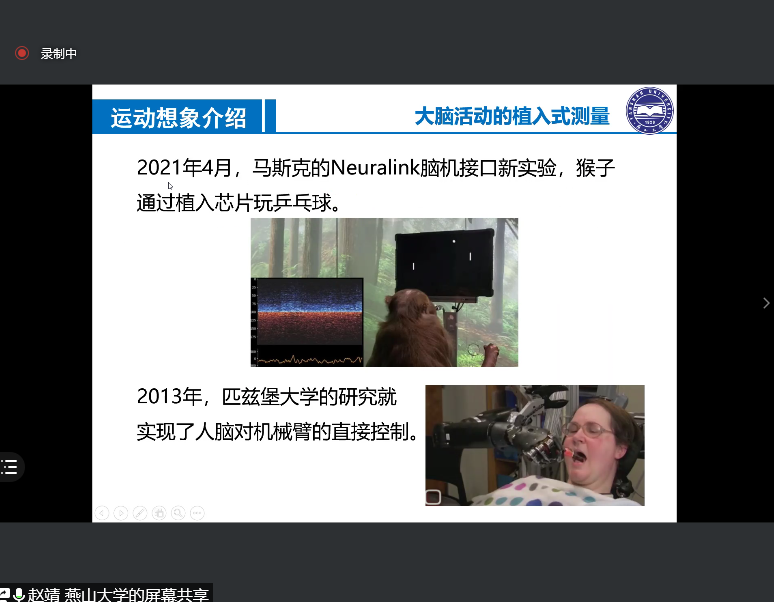 录制中
运动想象介绍
大脑活动的植入式测量
2021年4月，马斯克的Neuralink脑机接口新实验，猴子
通过植入芯片玩乒乓球。
2013年，匹兹堡大学的研究就
实现了人脑对机械臂的直接控制。
赵靖 燕山大学的屏幕共享